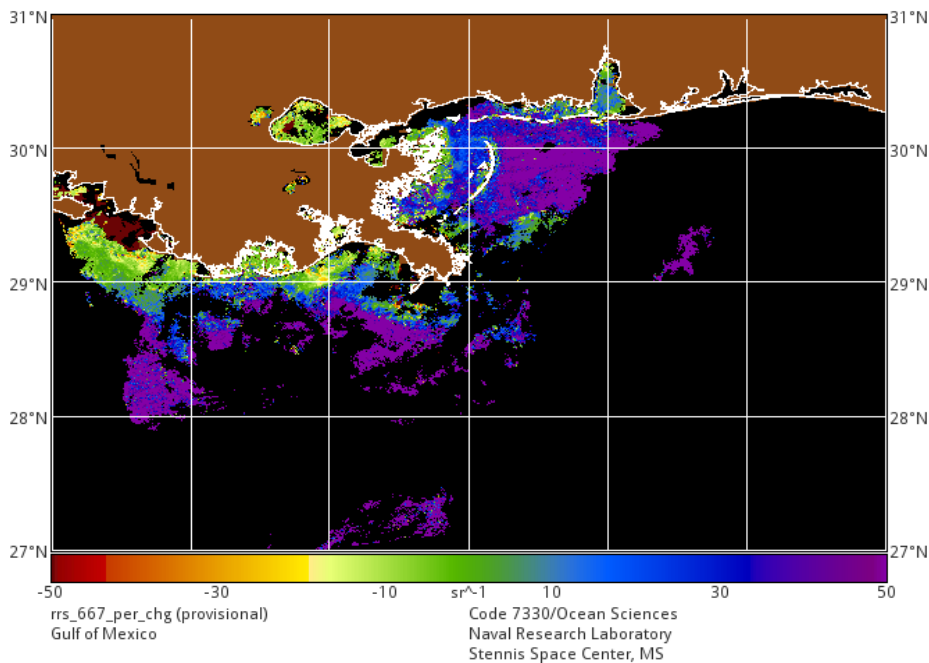 31°N 31°N
30°N 30°N
29°N 29°N
28°N 28°N
27°N 27°N
-50 -30 -10 sr^-1 10 30 50
rrs_667_per_chg (provisional) Code 7330/Ocean Sciences
Gulf of Mexico Naval Research Laboratory
Stennis Space Center, MS